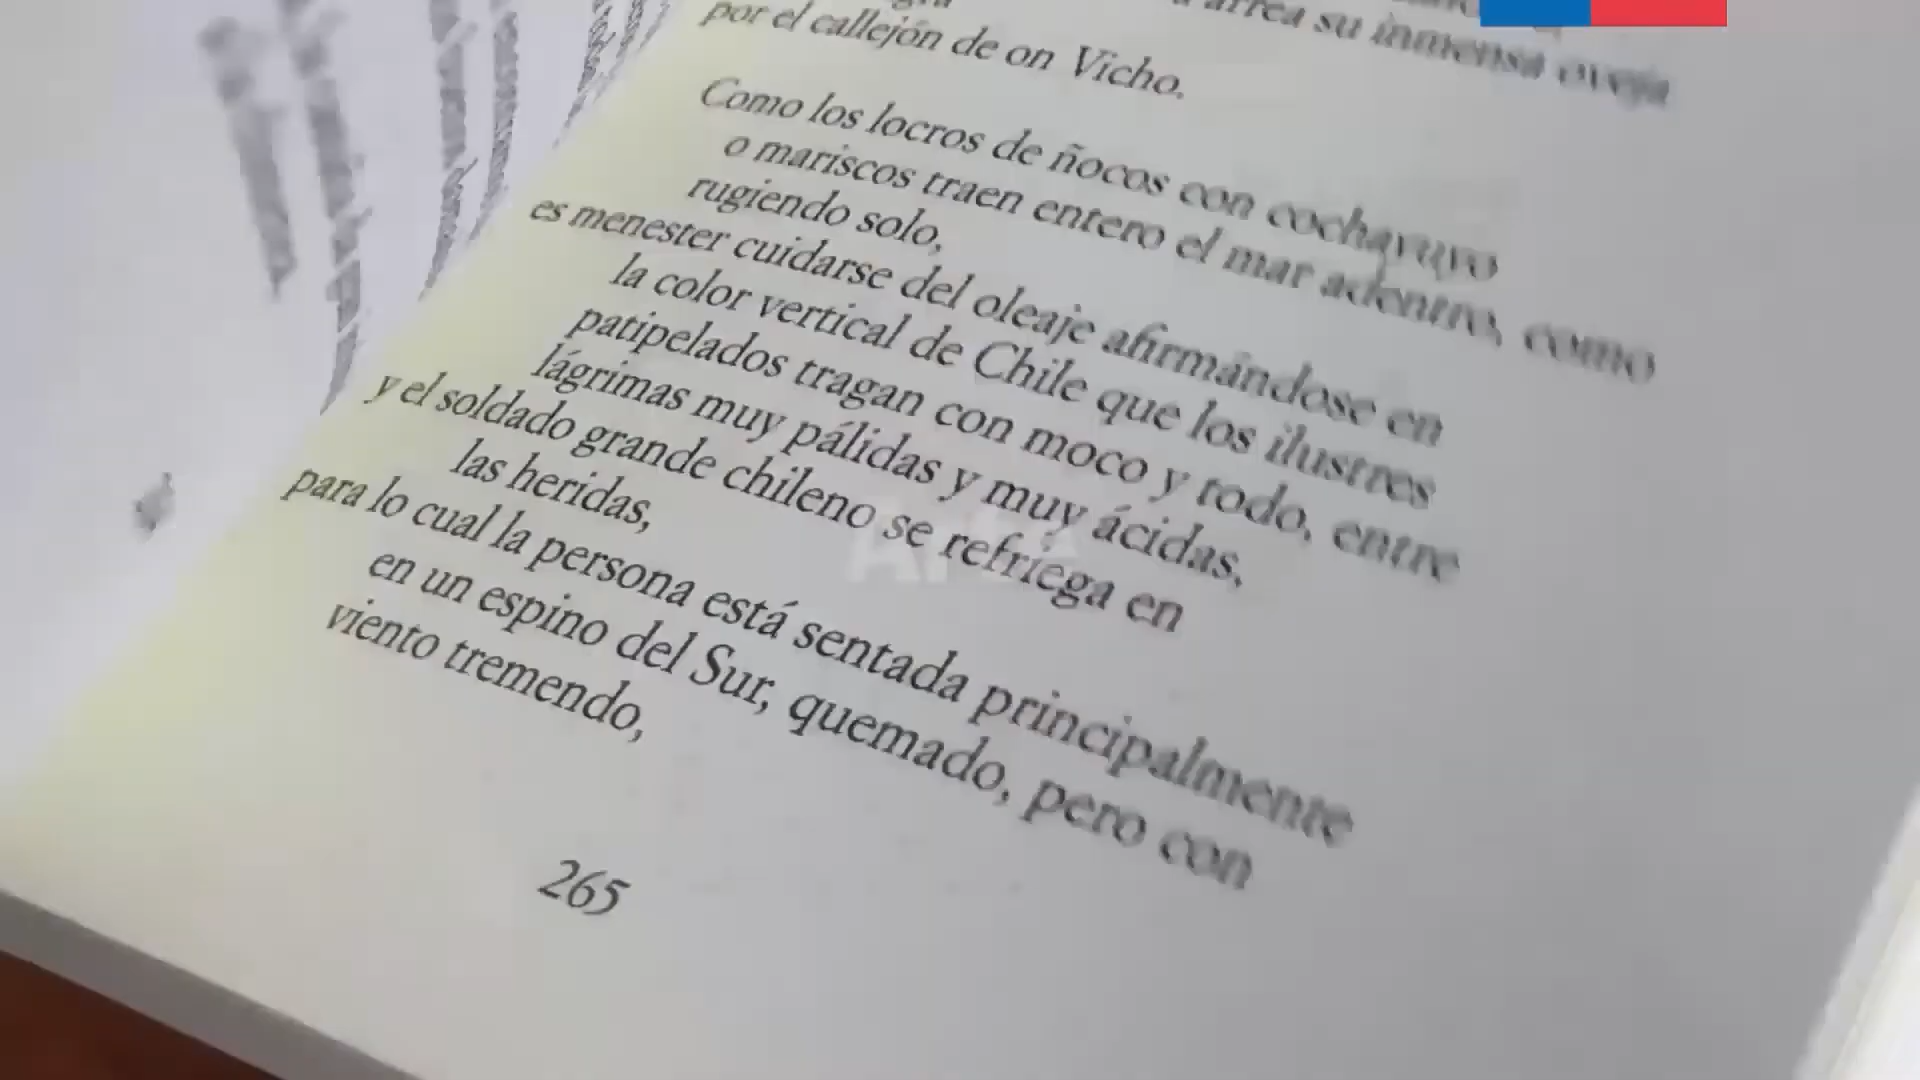 arrea su inmensa oveja
por el callejón de on Vicho.
Como los locros de ñocos con cochayuyo
o mariscos traen entero el mar adentro, como
rugiendo solo,
es menester cuidarse del oleaje afirmándose en
la color vertical de Chile que los ilustres
patipelados tragan con moco y todo, entre
lágrimas muy pálidas y muy ácidas,
y el soldado grande chileno se refriega en
las heridas,
para lo cual la persona está sentada principalmente
en un espino del Sur, quemado, pero con
viento tremendo,
265